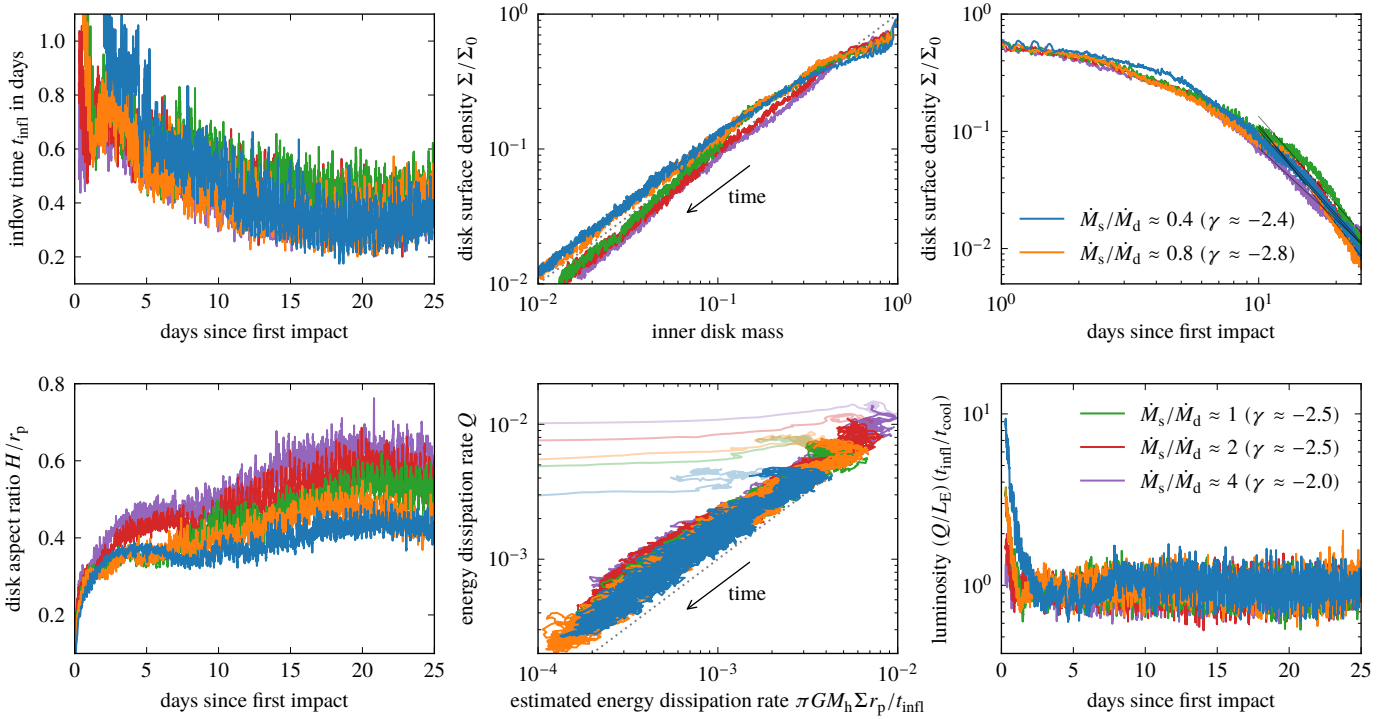 inflow time t_infl in days
1.0
0.8
0.6
0.4
0.2
0 5 10 15 20 25
days since first impact
disk surface density Σ/Σ_0
10^0
10^−1
10^−2
time
10^−2 10^−1 10^0
inner disk mass
disk surface density Σ/Σ_0
10^0
10^−1
10^−2
Ṁ_s/Ṁ_d ≈ 0.4 (γ ≈ −2.4)
Ṁ_s/Ṁ_d ≈ 0.8 (γ ≈ −2.8)
10^0 10^1
days since first impact
disk aspect ratio H/r_p
0.8
0.6
0.4
0.2
0 5 10 15 20 25
days since first impact
energy dissipation rate Q
10^−2
10^−3
time
10^−4 10^−3 10^−2
estimated energy dissipation rate πGM_hΣr_p/t_infl
luminosity (Q/L_E) (t_infl/t_cool)
10^1
10^0
Ṁ_s/Ṁ_d ≈ 1 (γ ≈ −2.5)
Ṁ_s/Ṁ_d ≈ 2 (γ ≈ −2.5)
Ṁ_s/Ṁ_d ≈ 4 (γ ≈ −2.0)
0 5 10 15 20 25
days since first impact